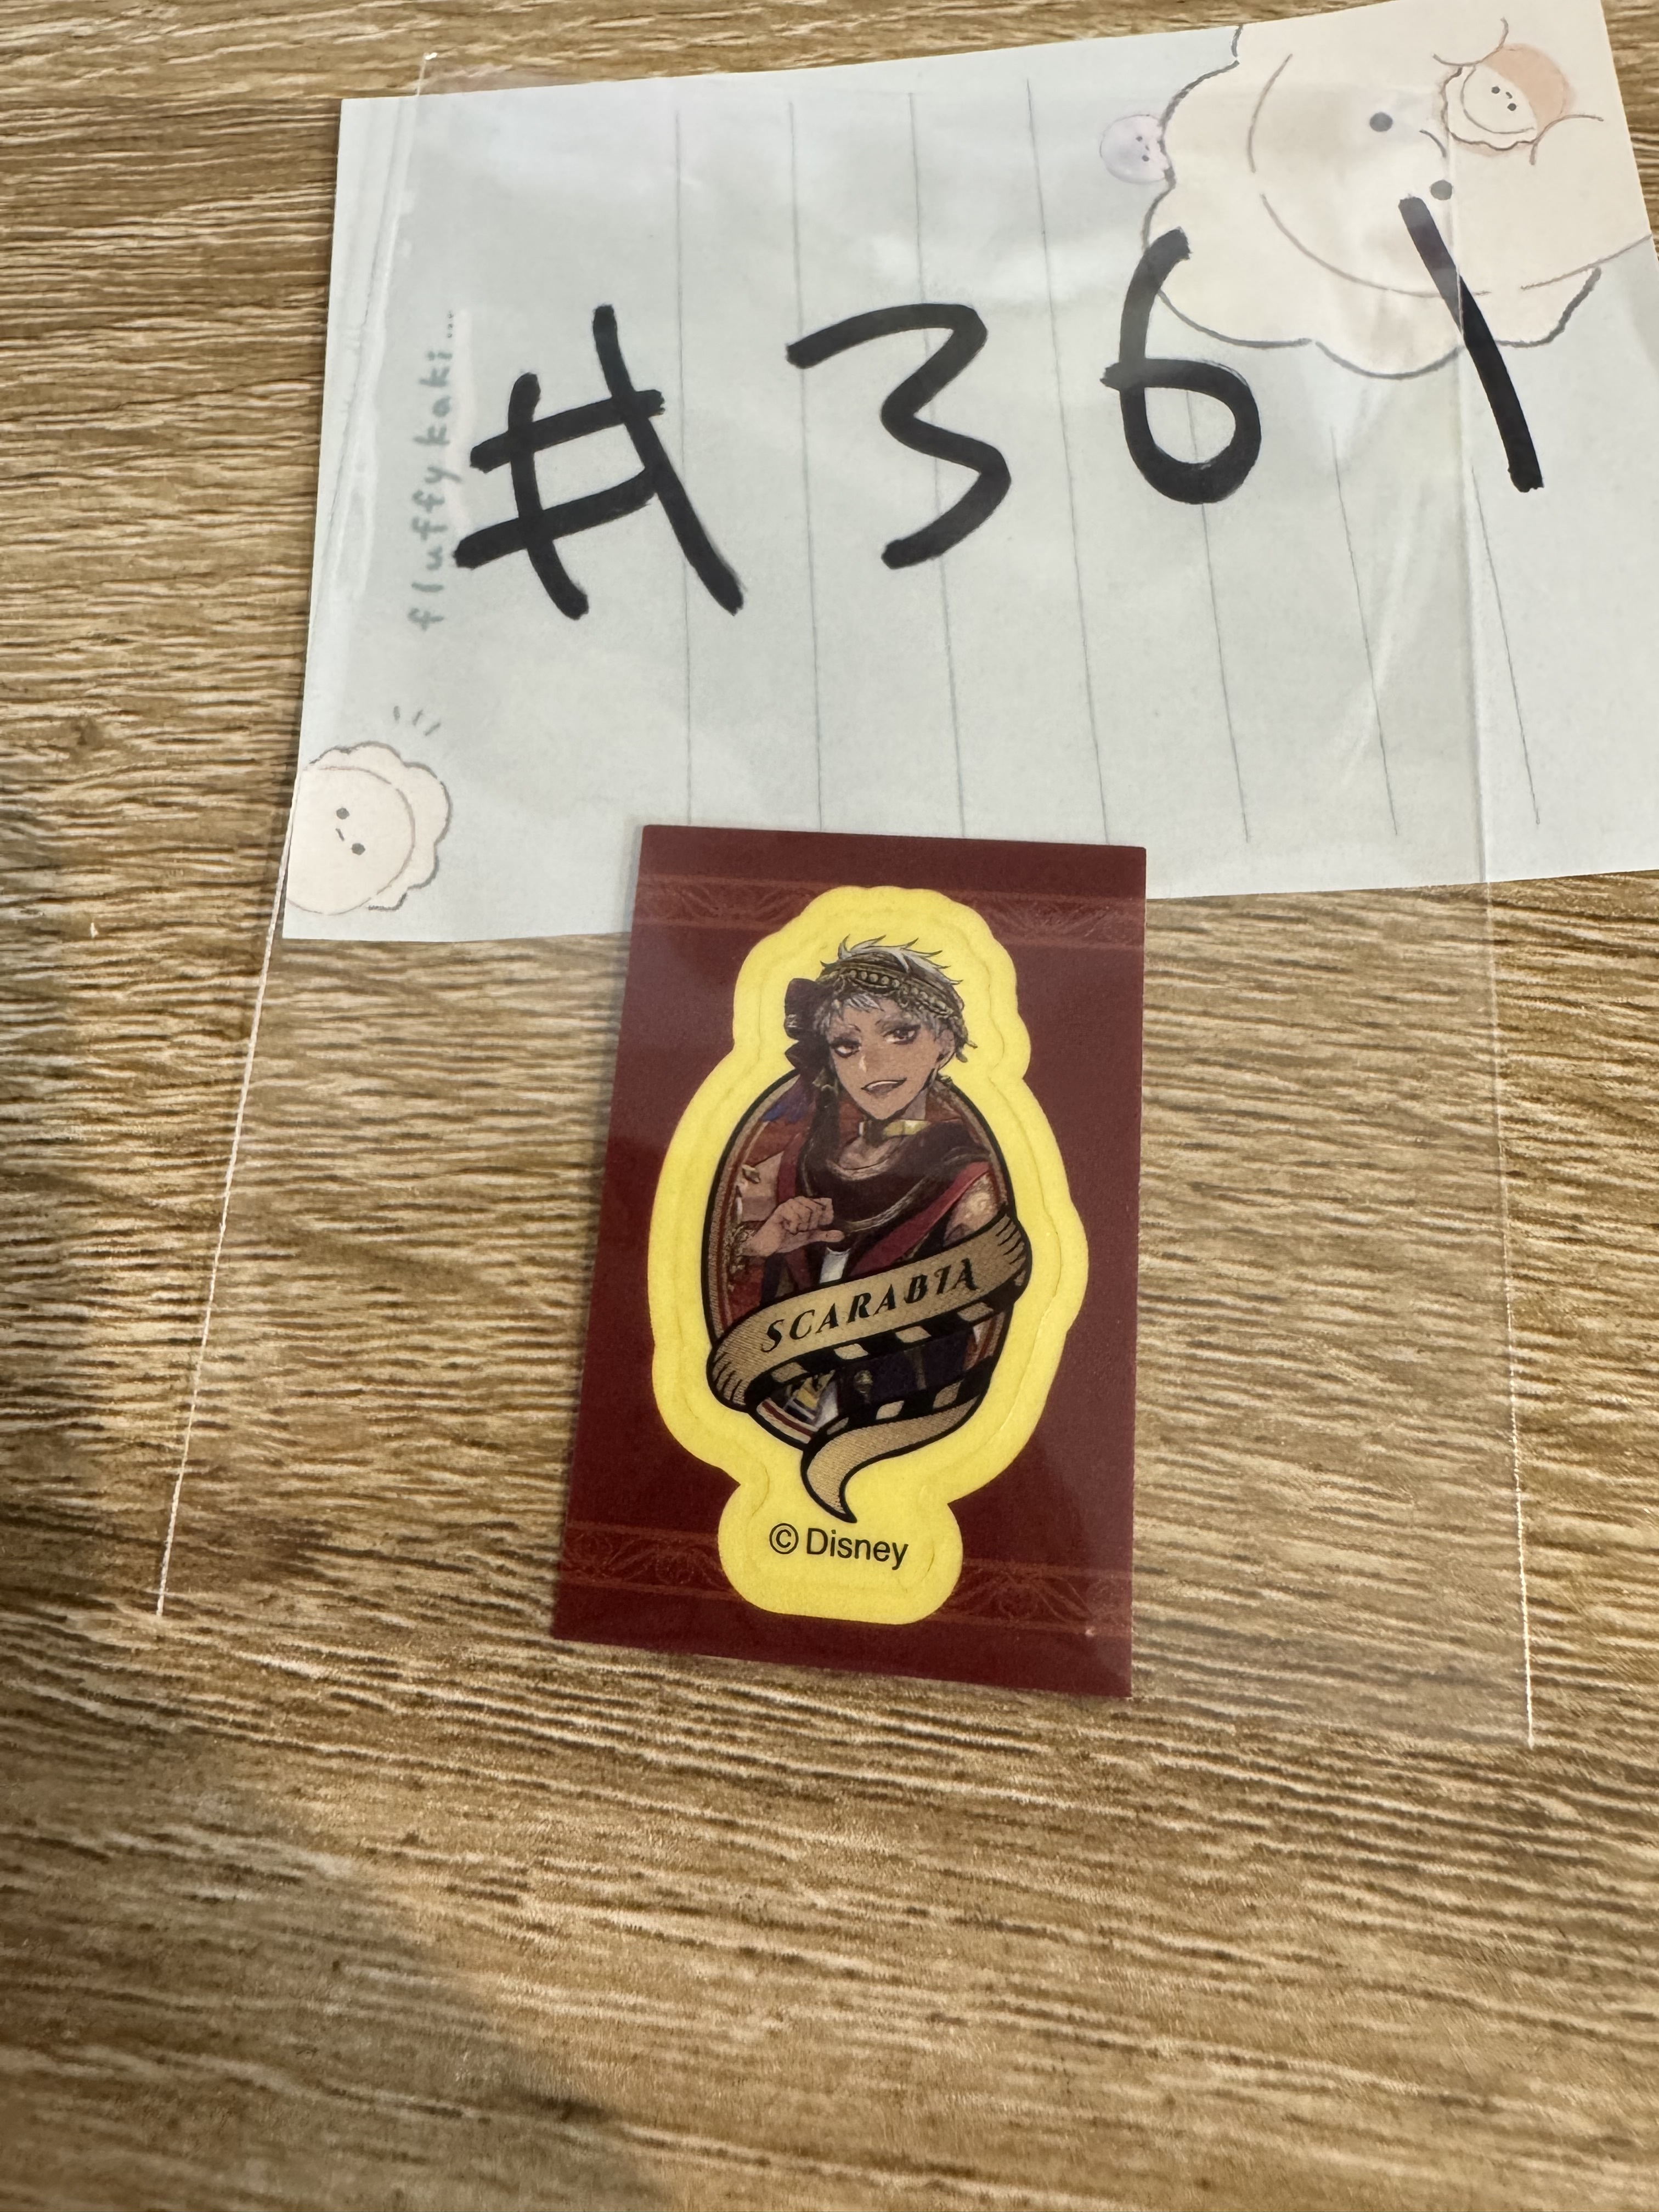 #361
fluffy kaki...
SCARABIA
© Disney